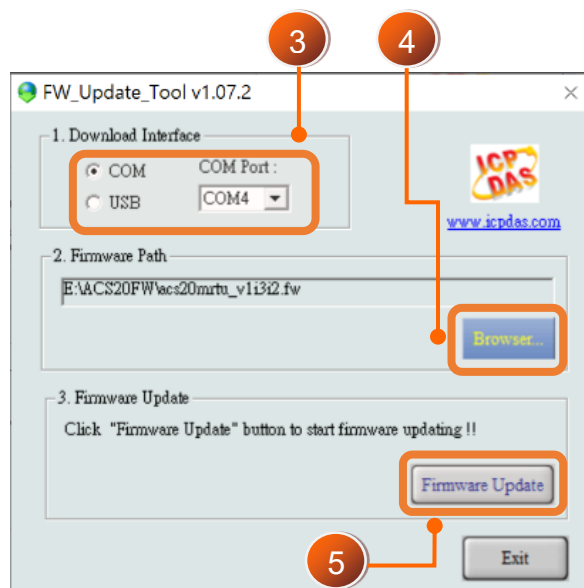 3
4
FW_Update_Tool v1.07.2
1. Download Interface
COM
COM Port :
USB
COM4
ICP
DAS
www.icpdas.com
2. Firmware Path
E:\ACS20FW\acs20mrtu_v1i3i2.fw
Browser...
3. Firmware Update
Click "Firmware Update" button to start firmware updating !!
Firmware Update
5
Exit